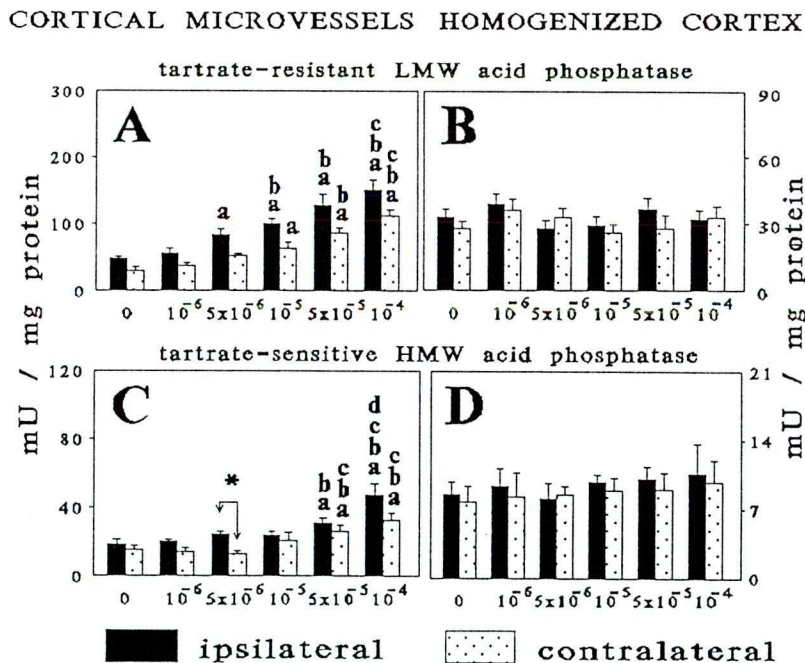 CORTICAL MICROVESSELS HOMOGENIZED CORTEX
tartrate-resistant LMW acid phosphatase
300
200
100
0
A
a
b
a
a
b
a
b
a
c
b
a
c
b
a
B
90
60
30
0
0 10⁻⁶ 5x10⁻⁶ 10⁻⁵ 5x10⁻⁵ 10⁻⁴
0 10⁻⁶ 5x10⁻⁶ 10⁻⁵ 5x10⁻⁵ 10⁻⁴
mU / mg protein
mU / mg protein
tartrate-sensitive HMW acid phosphatase
120
80
40
0
C
*
b
a
c
b
a
d
c
b
a
c
b
a
D
21
14
7
0
0 10⁻⁶ 5x10⁻⁶ 10⁻⁵ 5x10⁻⁵ 10⁻⁴
0 10⁻⁶ 5x10⁻⁶ 10⁻⁵ 5x10⁻⁵ 10⁻⁴
ipsilateral contralateral